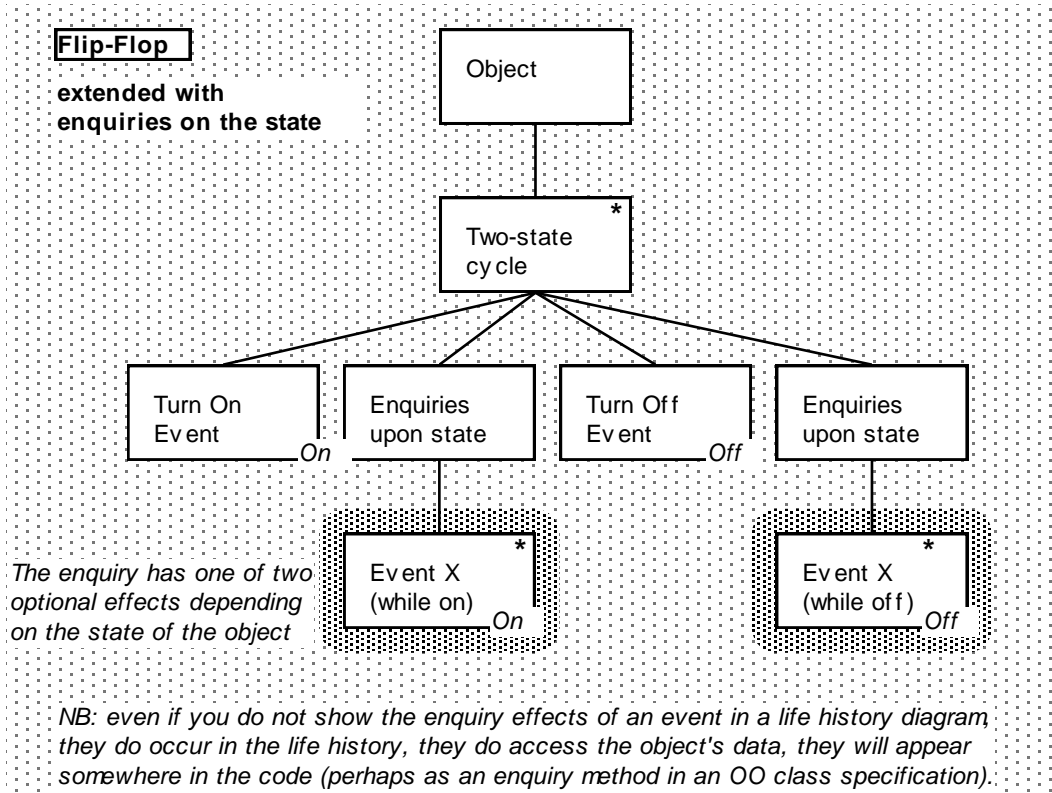 Flip-Flop
extended with
enquiries on the state
Object
*
Two-state
cycle
Turn On
Event
On
Enquiries
upon state
Turn Off
Event
Off
Enquiries
upon state
*
Event X
(while on)
On
*
Event X
(while off)
Off
The enquiry has one of two
optional effects depending
on the state of the object
NB: even if you do not show the enquiry effects of an event in a life history diagram,
they do occur in the life history, they do access the object's data, they will appear
somewhere in the code (perhaps as an enquiry method in an OO class specification).